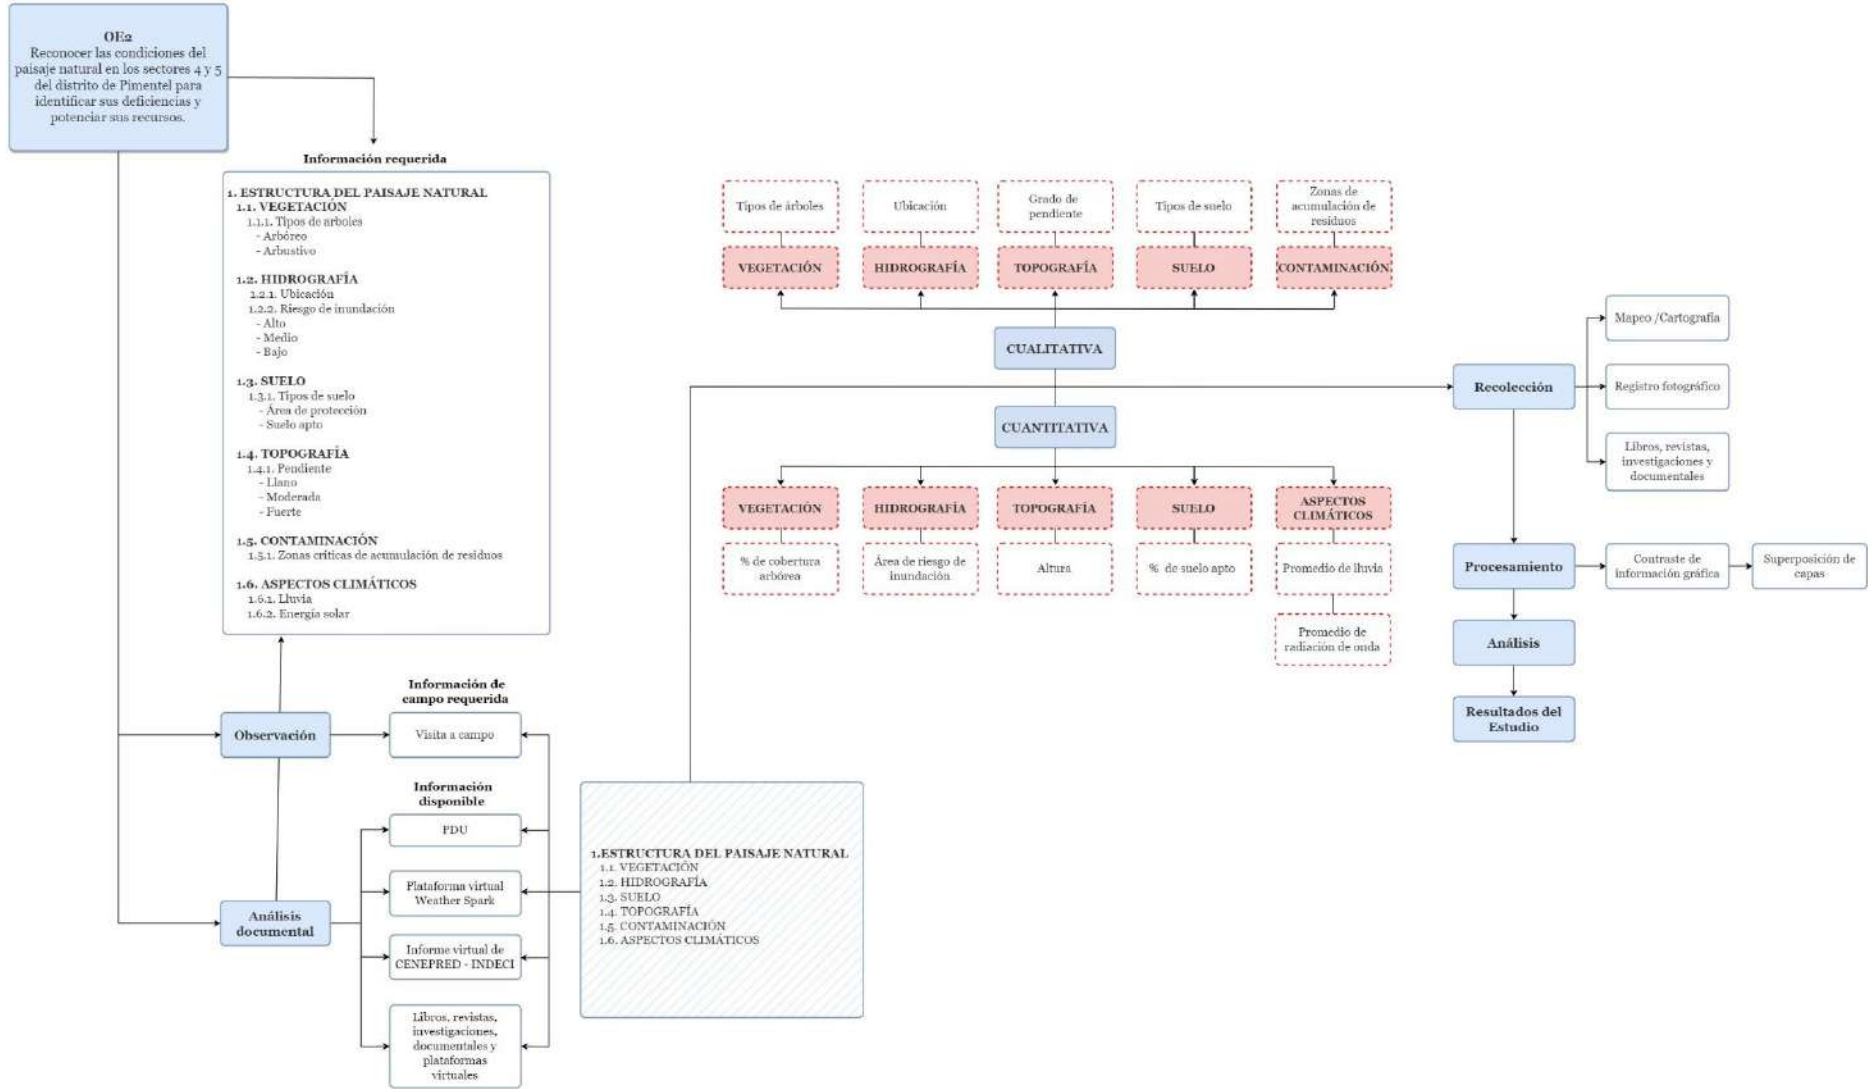 OE2
Reconocer las condiciones del
paisaje natural en los sectores 4 y 5
del distrito de Pimentel para
identificar sus deficiencias y
potenciar sus recursos.
Información requerida
1. ESTRUCTURA DEL PAISAJE NATURAL
1.1. VEGETACIÓN
1.1.1. Tipos de arboles
- Arbóreo
- Arbustivo
1.2. HIDROGRAFÍA
1.2.1. Ubicación
1.2.2. Riesgo de inundación
- Alto
- Medio
- Bajo
1.3. SUELO
1.3.1. Tipos de suelo
- Área de protección
- Suelo apto
1.4. TOPOGRAFÍA
1.4.1. Pendiente
- Llano
- Moderada
- Fuerte
1.5. CONTAMINACIÓN
1.5.1. Zonas críticas de acumulación de residuos
1.6. ASPECTOS CLIMÁTICOS
1.6.1. Lluvia
1.6.2. Energía solar
Observación
Análisis
documental
Información de
campo requerida
Visita a campo
Información
disponible
PDU
Plataforma virtual
Weather Spark
Informe virtual de
CENEPRED - INDECI
Libros, revistas,
investigaciones,
documentales y
plataformas
virtuales
1.ESTRUCTURA DEL PAISAJE NATURAL
1.1. VEGETACIÓN
1.2. HIDROGRAFÍA
1.3. SUELO
1.4. TOPOGRAFÍA
1.5. CONTAMINACIÓN
1.6. ASPECTOS CLIMÁTICOS
Tipos de árboles
Ubicación
Grado de
pendiente
Tipos de suelo
Zonas de
acumulación de
residuos
VEGETACIÓN
HIDROGRAFÍA
TOPOGRAFÍA
SUELO
CONTAMINACIÓN
CUALITATIVA
CUANTITATIVA
VEGETACIÓN
HIDROGRAFÍA
TOPOGRAFÍA
SUELO
ASPECTOS
CLIMÁTICOS
% de cobertura
arbórea
Área de riesgo de
inundación
Altura
% de suelo apto
Promedio de lluvia
Promedio de
radiación de onda
Recolección
Mapeo /Cartografía
Registro fotográfico
Libros, revistas,
investigaciones y
documentales
Procesamiento
Contraste de
información gráfica
Superposición de
capas
Análisis
Resultados del
Estudio